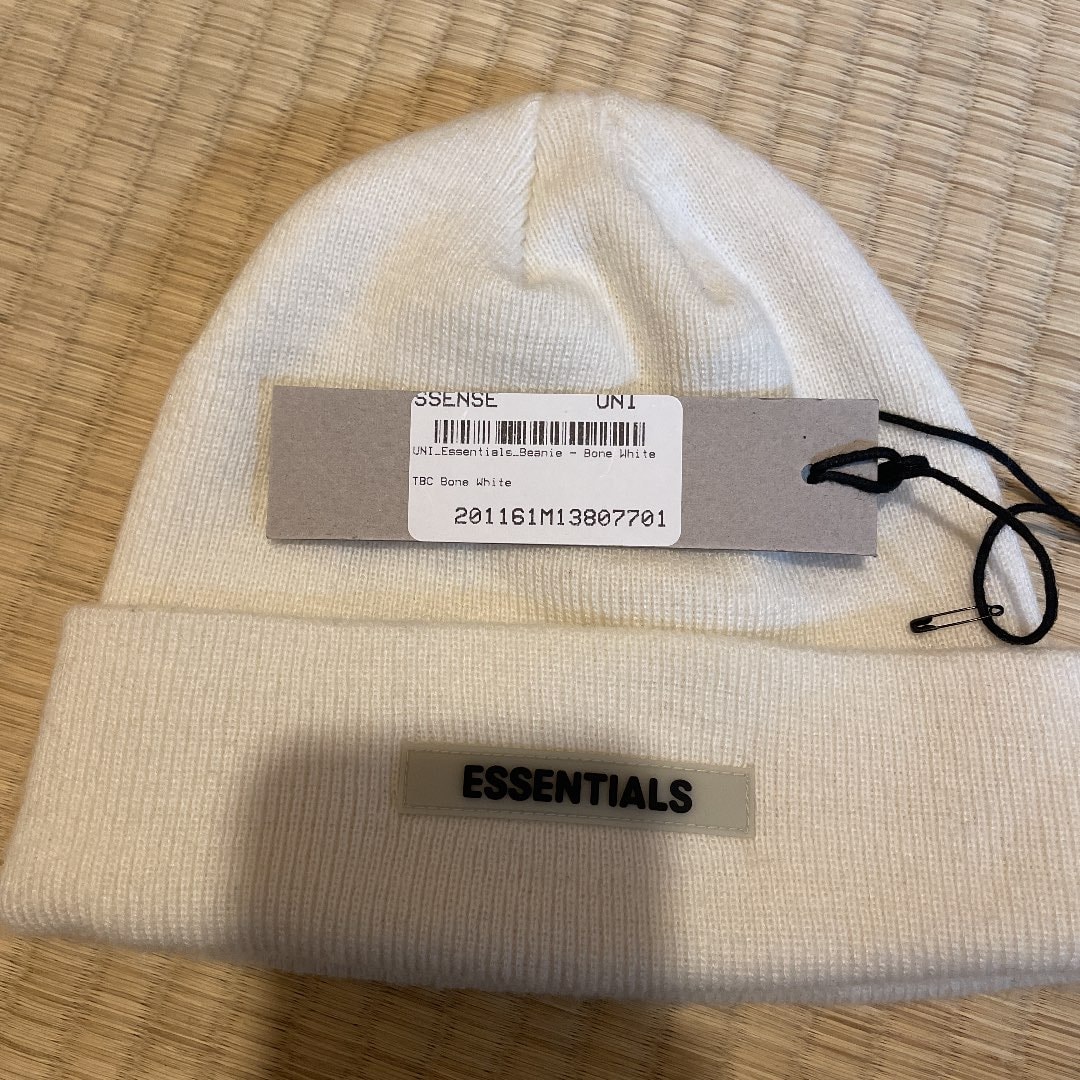 SSENSE UNI
UNI_Essentials_Beanie - Bone White
TBC Bone White
201161M13807701
ESSENTIALS